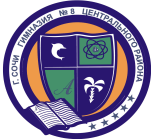 Г. СОЧИ ГИМНАЗИЯ № 8 ЦЕНТРАЛЬНОГО РАЙОНА